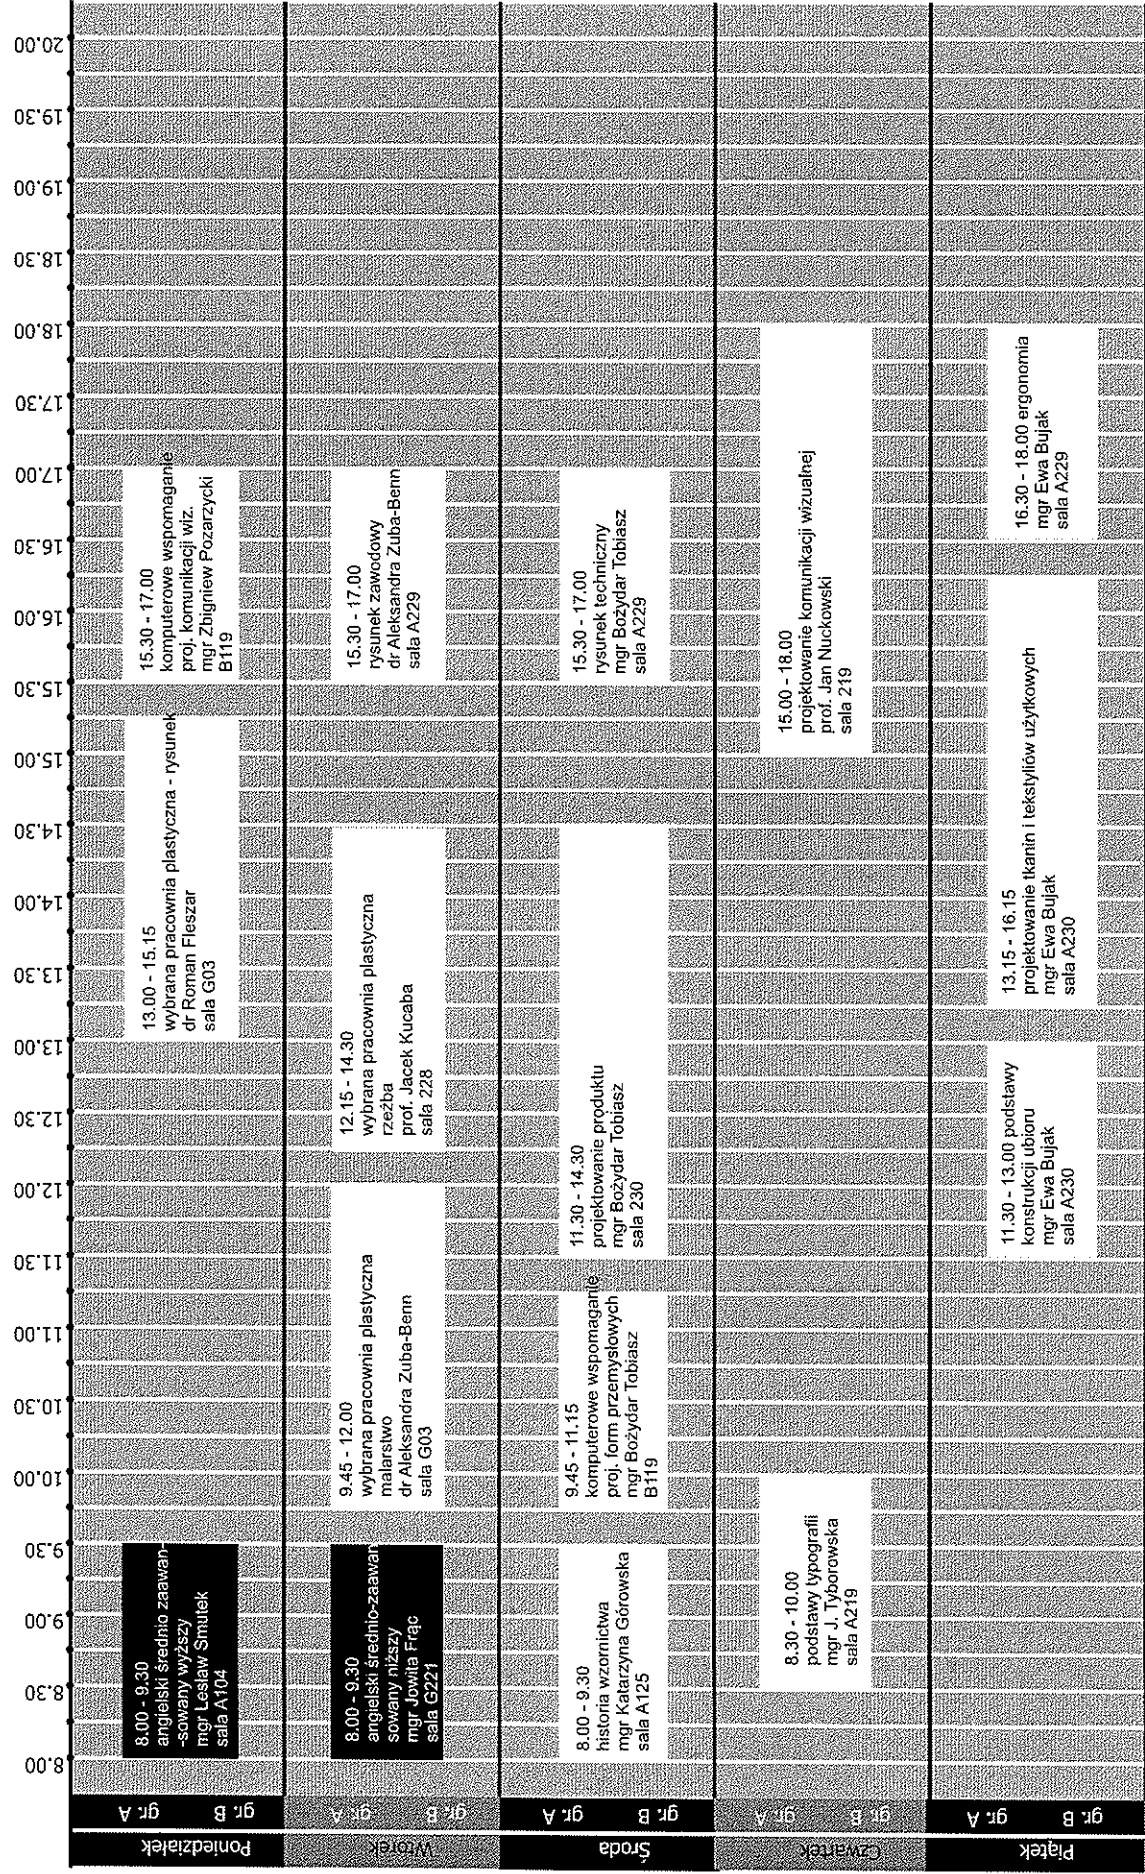 20.00
19.30
19.00
18.30
18.00
17.30
17.00
16.30
16.00
15.30
15.00
14.30
14.00
13.30
13.00
12.30
12.00
11.30
11.00
10.30
10.00
9.30
9.00
8.30
8.00
Poniedziałek
gr. A
gr. B
8.00 - 9.30
angielski średnio zaawan-
-sowany wyższy
mgr Lesław Smutek
sala A104
13.00 - 15.15
wybrana pracownia plastyczna - rysunek
dr Roman Fleszar
sala G03
15.30 - 17.00
komputerowe wspomaganie
proj. komunikacji wiz.
mgr Zbigniew Pozarzycki
B119
Wtorek
gr. A
gr. B
8.00 - 9.30
angielski średnio-zaawan
sowany niższy
mgr Jowita Frąc
sala G221
9.45 - 12.00
wybrana pracownia plastyczna
malarstwo
dr Aleksandra Zuba-Benn
sala G03
12.15 - 14.30
wybrana pracownia plastyczna
rzeźba
prof. Jacek Kucaba
sala 228
15.30 - 17.00
rysunek zawodowy
dr Aleksandra Zuba-Benn
sala A229
Środa
gr. A
gr. B
8.00 - 9.30
historia wzornictwa
mgr Katarzyna Górowska
sala A125
9.45 - 11.15
komputerowe wspomaganie
proj. form przemysłowych
mgr Bożydar Tobiasz
B119
11.30 - 14.30
projektowanie produktu
mgr Bożydar Tobiasz
sala 230
15.30 - 17.00
rysunek techniczny
mgr Bożydar Tobiasz
sala A229
Czwartek
gr. A
gr. B
8.30 - 10.00
podstawy typografii
mgr J. Tyborowska
sala A219
15.00 - 18.00
projektowanie komunikacji wizualnej
prof. Jan Nuckowski
sala 219
Piątek
gr. A
gr. B
11.30 - 13.00 podstawy
konstrukcji ubioru
mgr Ewa Bujak
sala A230
13.15 - 16.15
projektowanie tkanin i tekstyliów użytkowych
mgr Ewa Bujak
sala A230
16.30 - 18.00 ergonomia
mgr Ewa Bujak
sala A229